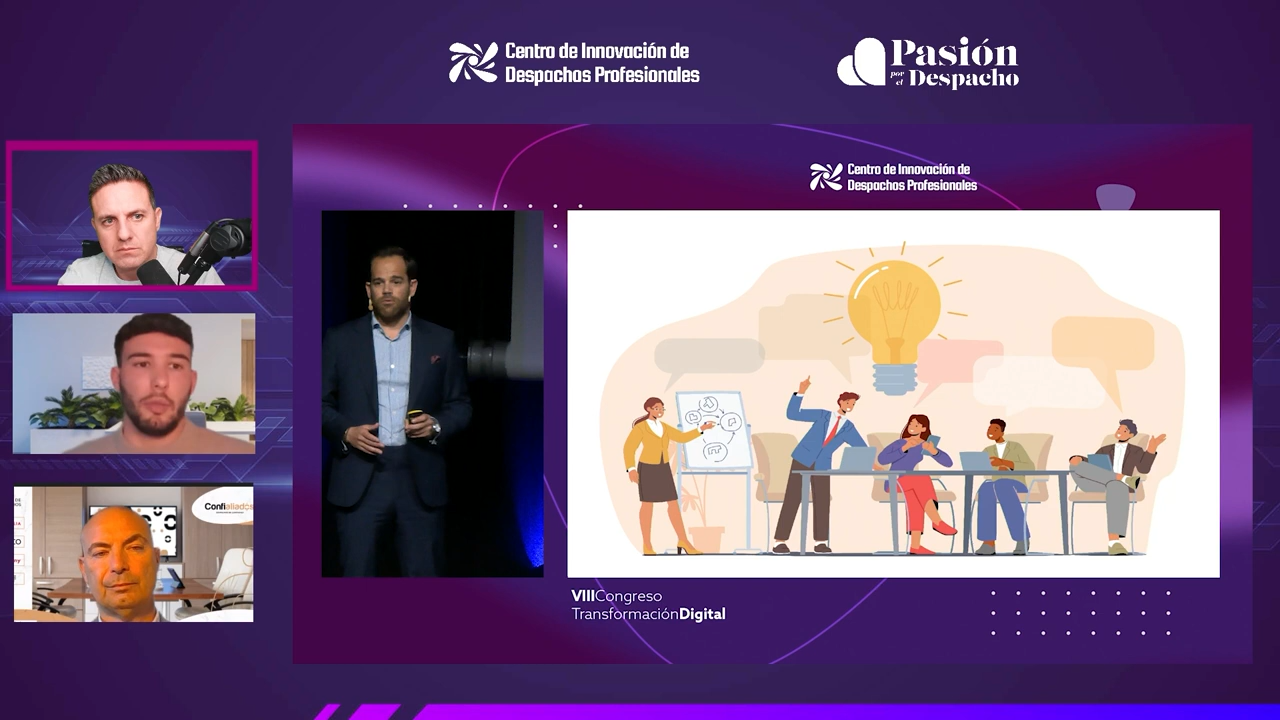 Centro de Innovación de
Despachos Profesionales
Pasión
por
el
Despacho
Centro de Innovación de
Despachos Profesionales
Confialiados
VIIICongreso
TransformaciónDigital